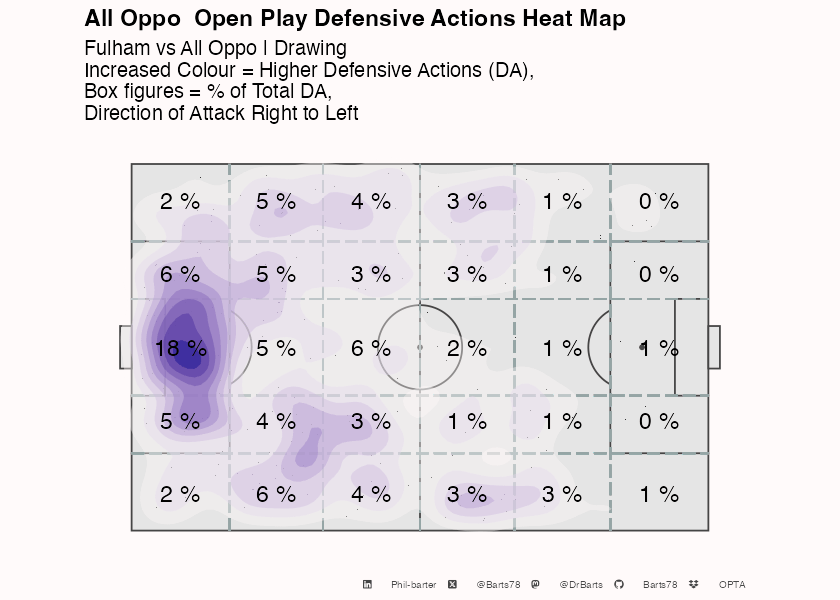 All Oppo  Open Play Defensive Actions Heat Map
Fulham vs All Oppo I Drawing
Increased Colour = Higher Defensive Actions (DA),
Box figures = % of Total DA,
Direction of Attack Right to Left
2 % 5 % 4 % 3 % 1 % 0 %
6 % 5 % 3 % 3 % 1 % 0 %
18 % 5 % 6 % 2 % 1 % 1 %
5 % 4 % 3 % 1 % 1 % 0 %
2 % 6 % 4 % 3 % 3 % 1 %
Phil-barter @Barts78 @DrBarts Barts78 OPTA